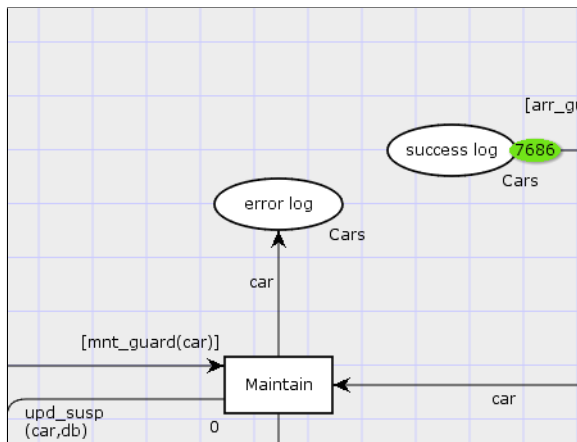 [arr_gu
success log
7686
Cars
error log
Cars
car
[mnt_guard(car)]
Maintain
car
upd_susp
(car,db)
0